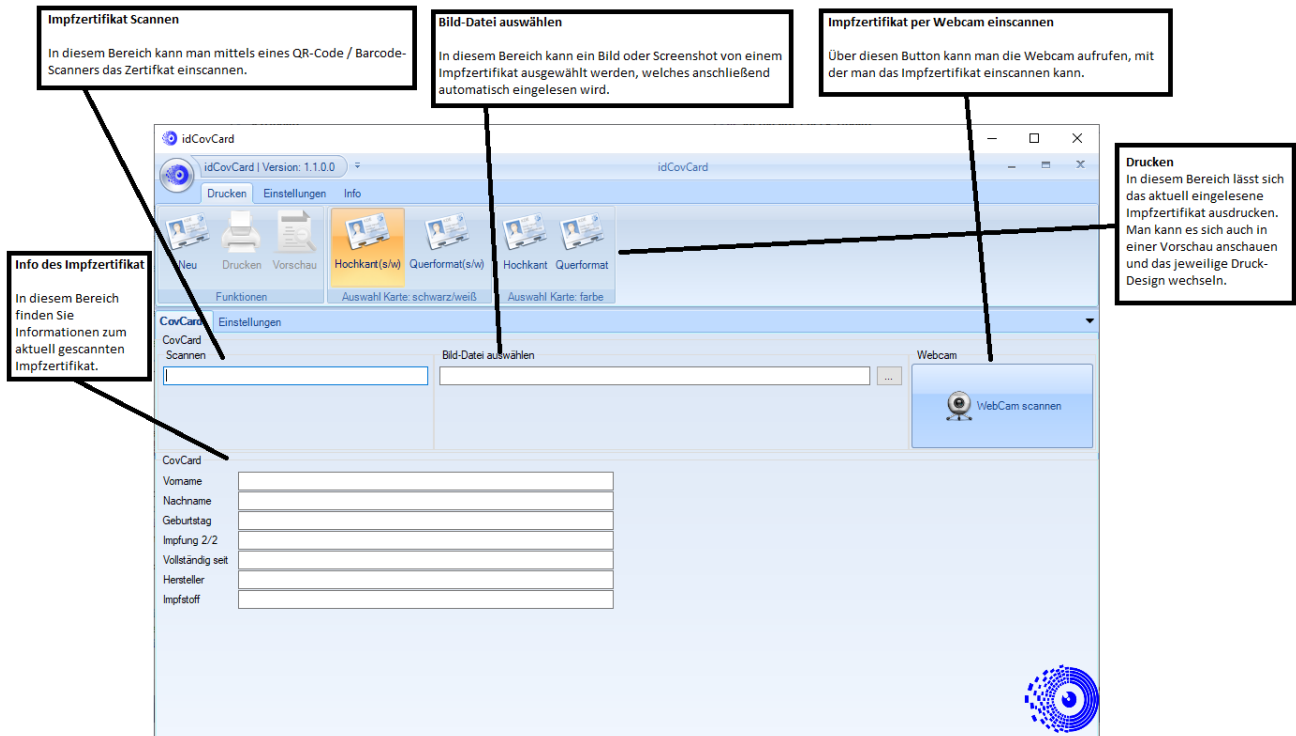 Impfzertifikat Scannen
In diesem Bereich kann man mittels eines QR-Code / Barcode-
Scanners das Zertifkat einscannen.
Bild-Datei auswählen
In diesem Bereich kann ein Bild oder Screenshot von einem
Impfzertifikat ausgewählt werden, welches anschließend
automatisch eingelesen wird.
Impfzertifikat per Webcam einscannen
Über diesen Button kann man die Webcam aufrufen, mit
der man das Impfzertifikat einscannen kann.
Drucken
In diesem Bereich lässt sich
das aktuell eingelesene
Impfzertifikat ausdrucken.
Man kann es sich auch in
einer Vorschau anschauen
und das jeweilige Druck-
Design wechseln.
Info des Impfzertifikat
In diesem Bereich
finden Sie
Informationen zum
aktuell gescannten
Impfzertifikat.
idCovCard
idCovCard | Version: 1.1.0.0
idCovCard
Drucken Einstellungen Info
Neu Drucken Vorschau Hochkant(s/w) Querformat(s/w) Hochkant Querformat
Funktionen Auswahl Karte: schwarz/weiß Auswahl Karte: farbe
CovCard Einstellungen
CovCard
Scannen Bild-Datei auswählen Webcam
...
WebCam scannen
CovCard
Vorname
Nachname
Geburtstag
Impfung 2/2
Vollständig seit
Hersteller
Impfstoff